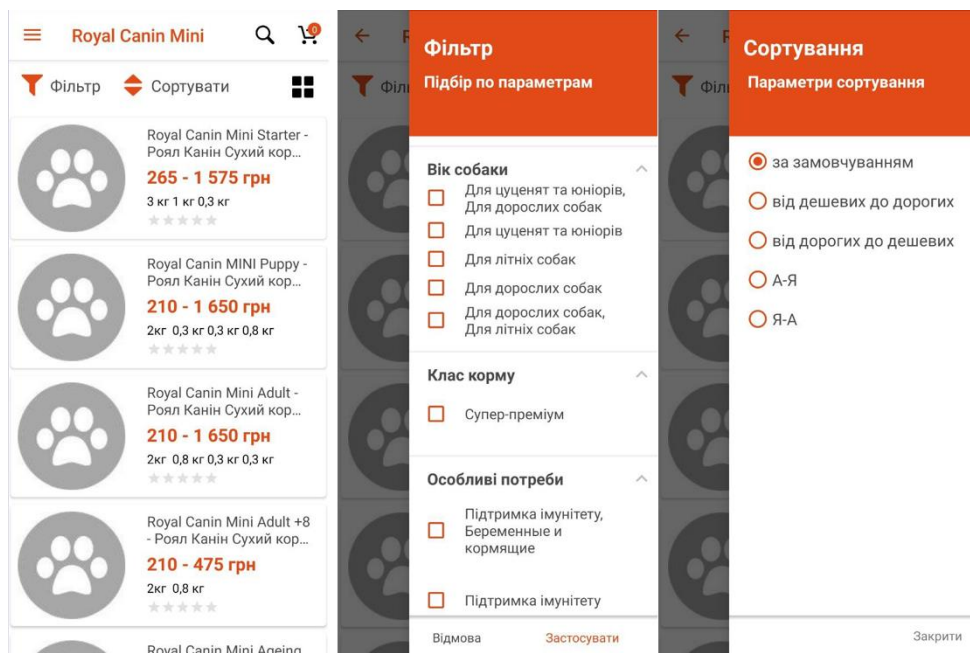 Royal Canin Mini
0
Фільтр
Сортувати
Royal Canin Mini Starter -
Роял Канін Сухий кор...
265 - 1 575 грн
3 кг 1 кг 0,3 кг
Royal Canin MINI Puppy -
Роял Канін Сухий кор...
210 - 1 650 грн
2кг 0,3 кг 0,3 кг 0,8 кг
Royal Canin Mini Adult -
Роял Канін Сухий кор...
210 - 1 650 грн
2кг 0,8 кг 0,3 кг 0,3 кг
Royal Canin Mini Adult +8
- Роял Канін Сухий кор...
210 - 475 грн
2кг 0,8 кг
Royal Canin Mini Ageing
Фільтр
Підбір по параметрам
Вік собаки
Для цуценят та юніорів,
Для дорослих собак
Для цуценят та юніорів
Для літніх собак
Для дорослих собак
Для дорослих собак,
Для літніх собак
Клас корму
Супер-преміум
Особливі потреби
Підтримка імунітету,
Беременные и
кормящие
Підтримка імунітету
Відмова
Застосувати
Сортування
Параметри сортування
за замовчуванням
від дешевих до дорогих
від дорогих до дешевих
А-Я
Я-А
Закрити